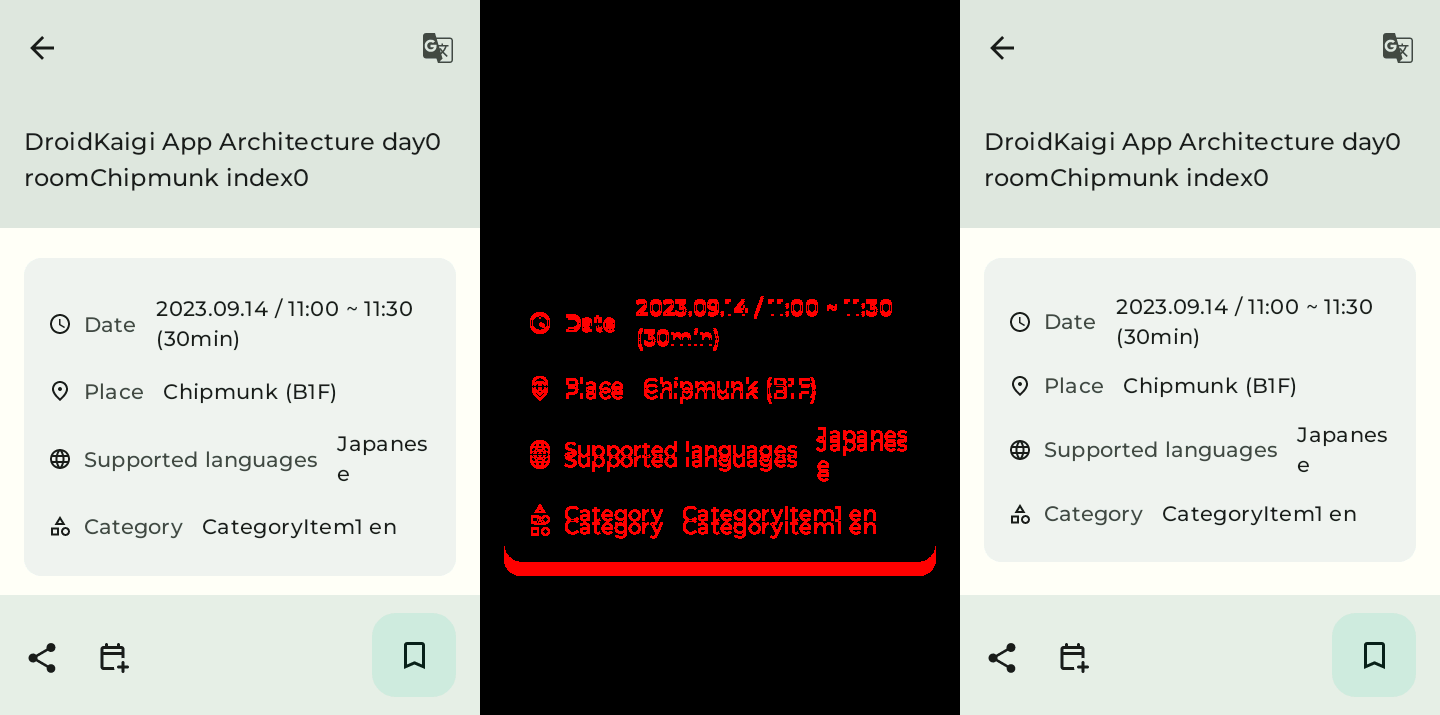 DroidKaigi App Architecture day0
roomChipmunk index0
Date 2023.09.14 / 11:00 ~ 11:30
(30min)
Place Chipmunk (B1F)
Supported languages Japanes
e
Category CategoryItem1 en
2023.09.14 / 11:00 ~ 11:30
Date
(30min)
Place Chipmunk (B1F)
Supported languages Japanes
e
Category CategoryItem1 en
DroidKaigi App Architecture day0
roomChipmunk index0
Date 2023.09.14 / 11:00 ~ 11:30
(30min)
Place Chipmunk (B1F)
Supported languages Japanes
e
Category CategoryItem1 en